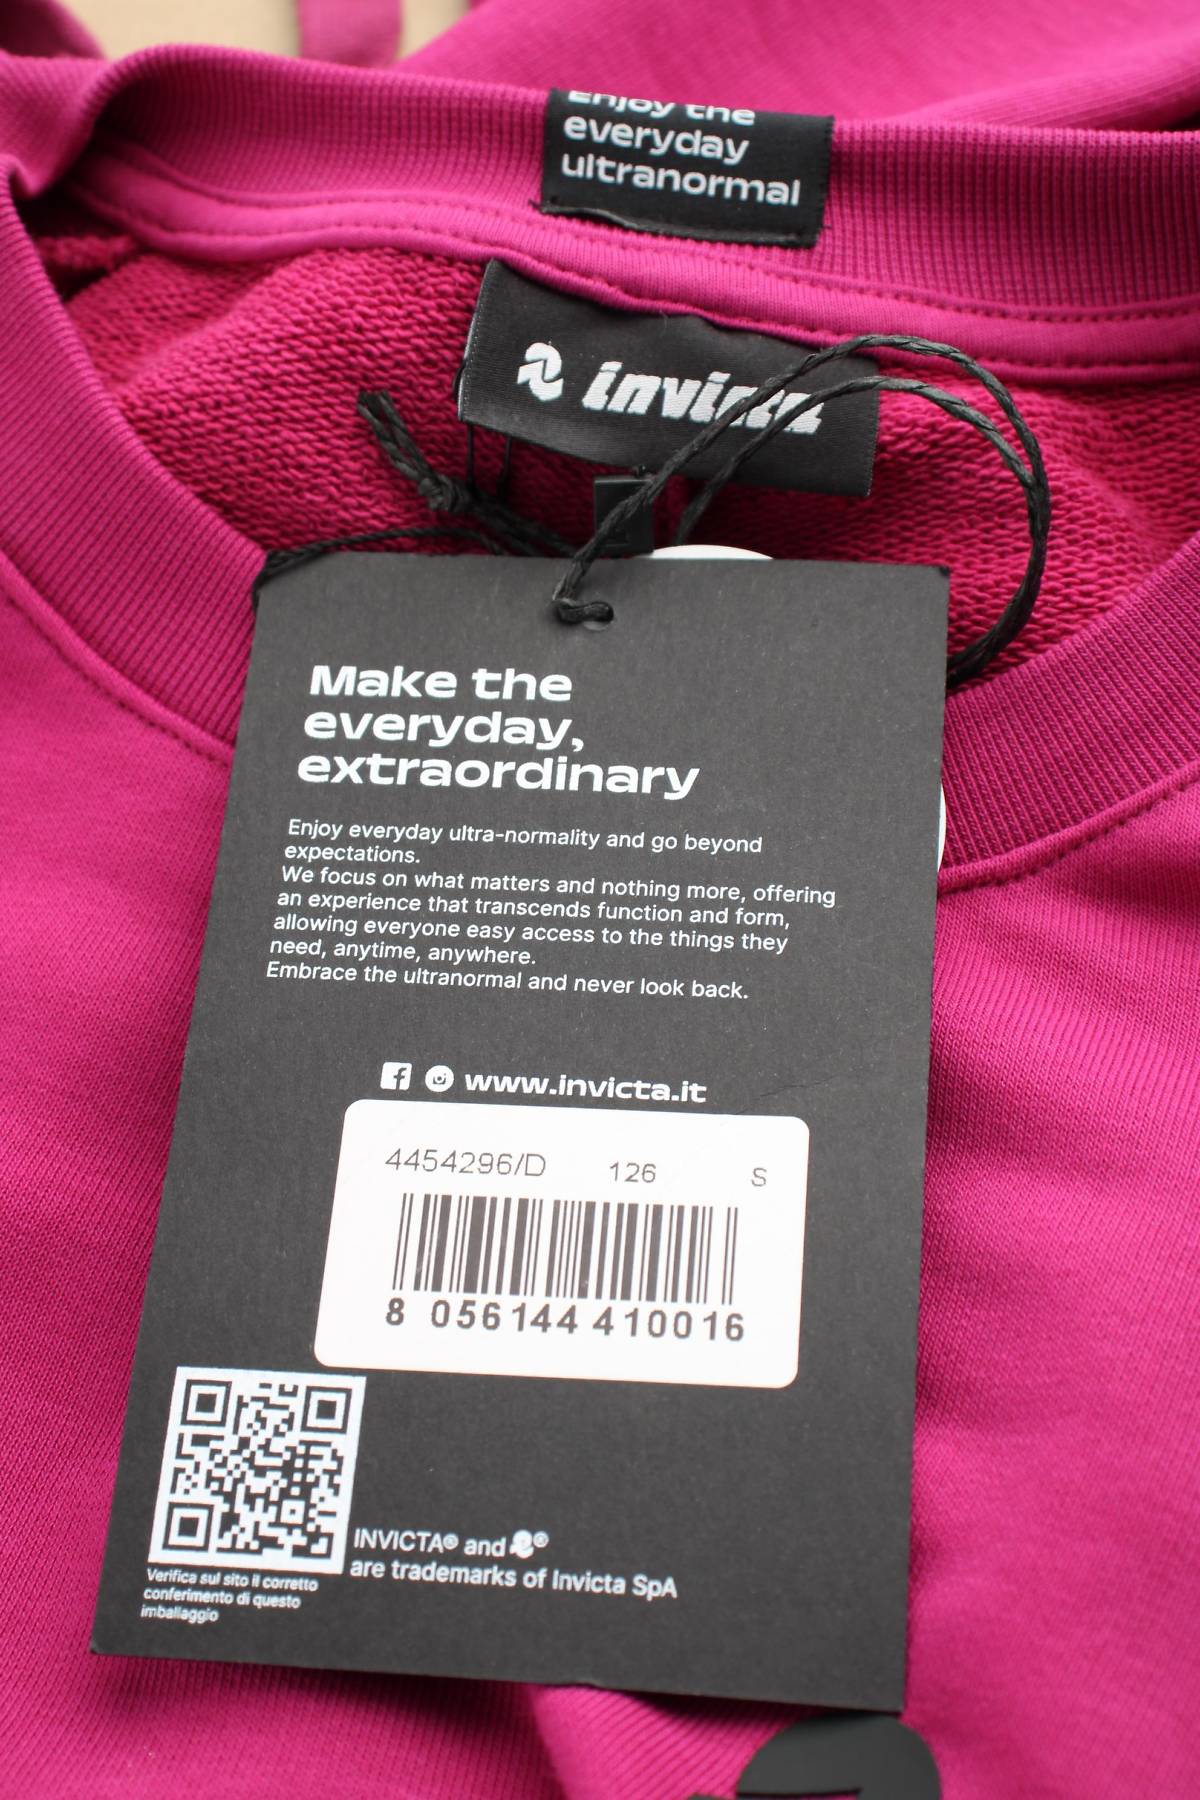 Enjoy the
everyday
ultranormal
invicta
Make the
everyday,
extraordinary
Enjoy everyday ultra-normality and go beyond
expectations.
We focus on what matters and nothing more, offering
an experience that transcends function and form,
allowing everyone easy access to the things they
need, anytime, anywhere.
Embrace the ultranormal and never look back.
www.invicta.it
4454296/D 126 S
8 056144 410016
INVICTA® and ®
are trademarks of Invicta SpA
Verifica sul sito il corretto
conferimento di questo
imballaggio